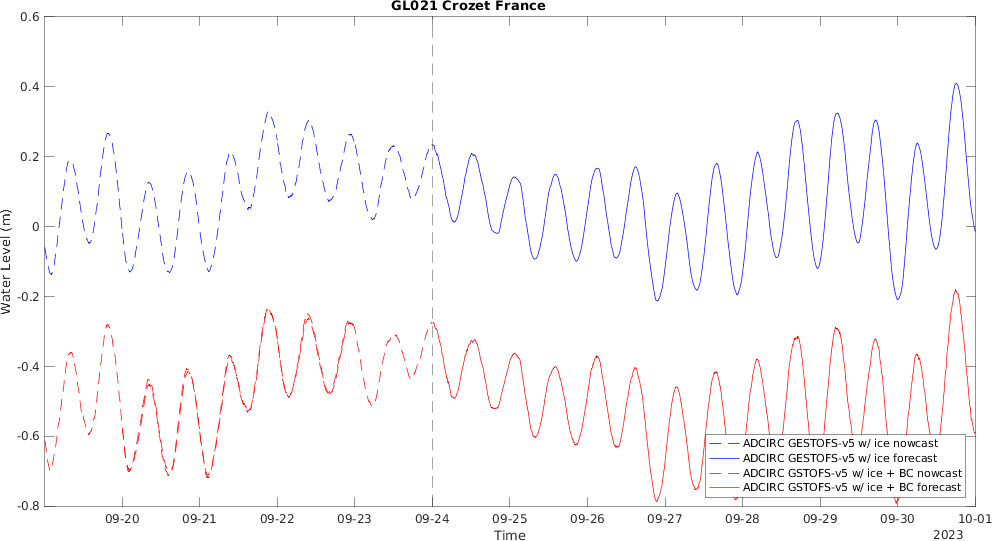 GL021 Crozet France
0.6
0.4
0.2
0
-0.2
-0.4
-0.6
-0.8
Water Level (m)
ADCIRC GESTOFS-v5 w/ ice nowcast
ADCIRC GESTOFS-v5 w/ ice forecast
ADCIRC GSTOFS-v5 w/ ice + BC nowcast
ADCIRC GSTOFS-v5 w/ ice + BC forecast
09-20 09-21 09-22 09-23 09-24 09-25 09-26 09-27 09-28 09-29 09-30 10-01
Time
2023